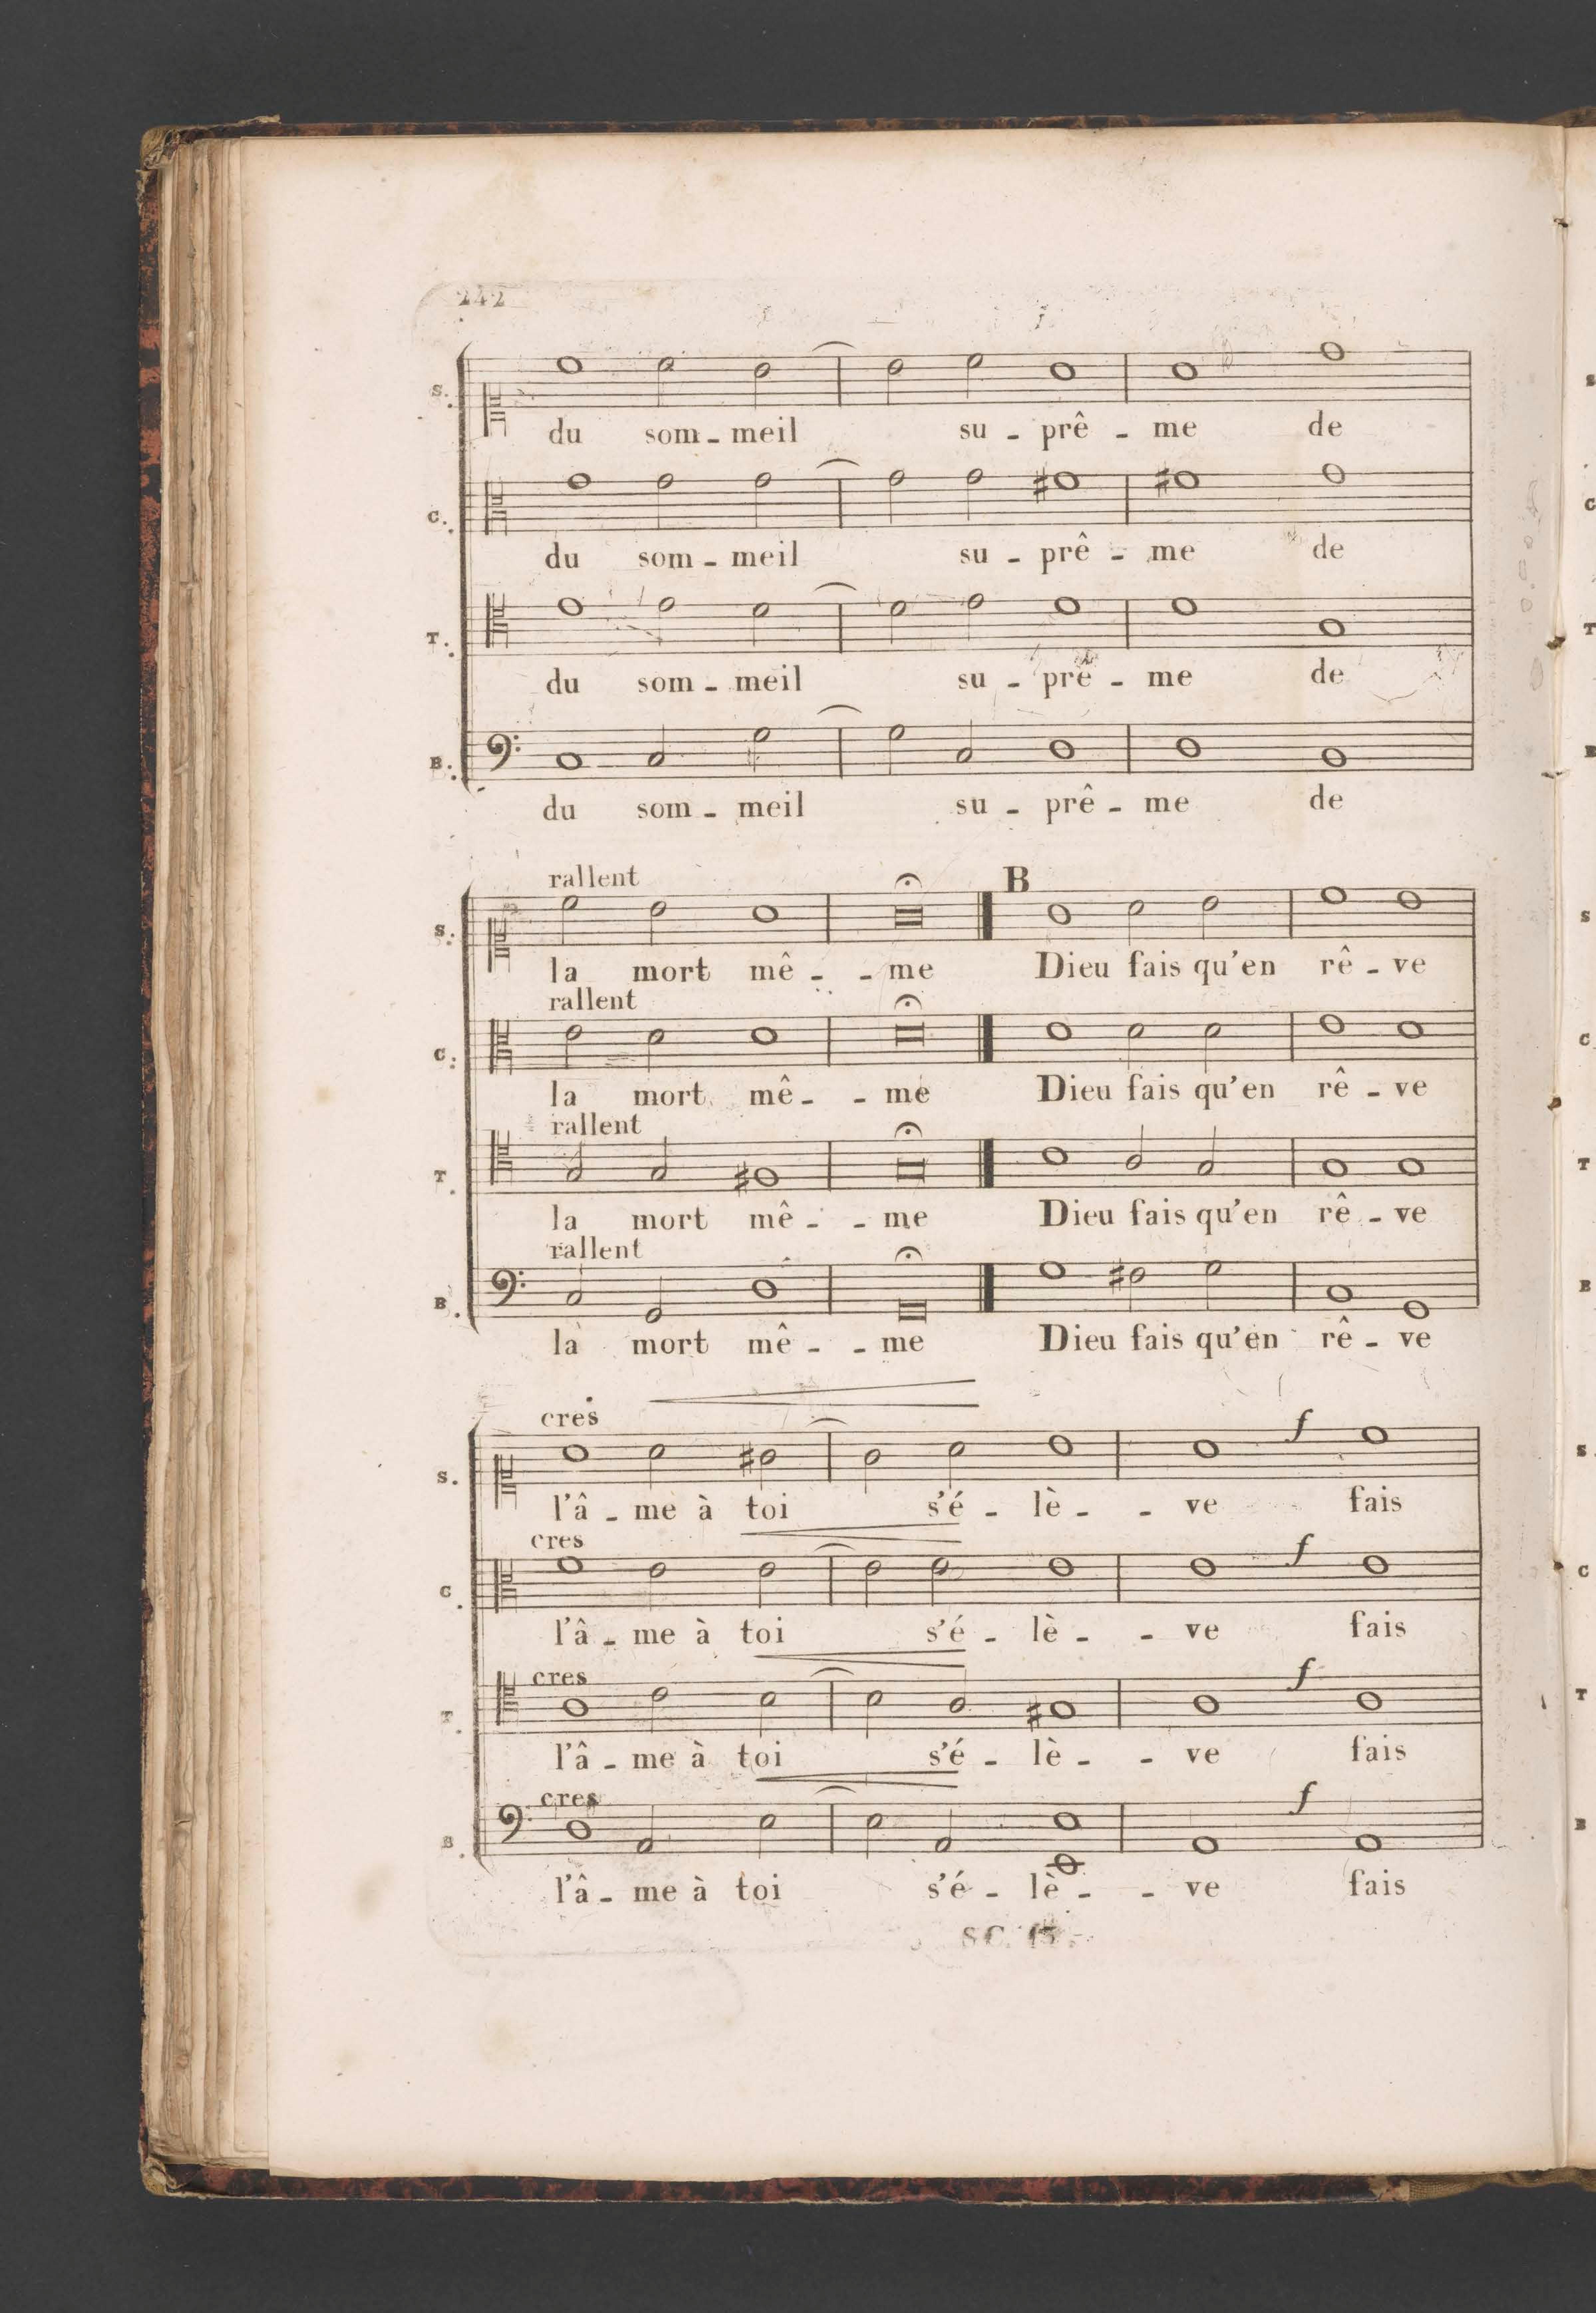 242
S. du som - meil su - prê - me de
C. du som - meil su - prê - me de
T. du som - meil su - prê - me de
B. du som - meil su - prê - me de
rallent B
S. la mort mê - - me Dieu fais qu'en rê - ve
rallent
C. la mort mê - - me Dieu fais qu'en rê - ve
rallent
T. la mort mê - - me Dieu fais qu'en rê - ve
rallent
B. la mort mê - - me Dieu fais qu'en rê - ve
cres f
S. l'â - me à toi s'é - lè - - ve fais
cres f
C. l'â - me à toi s'é - lè - - ve fais
cres f
T. l'â - me à toi s'é - lè - - ve fais
cres f
B. l'â - me à toi s'é - lè - - ve fais
S.C. 15.
S
C
T
B
S
C
T
B
S
C
T
B